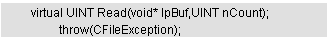 virtual UINT Read(void* lpBuf,UINT nCount);
throw(CFileException);